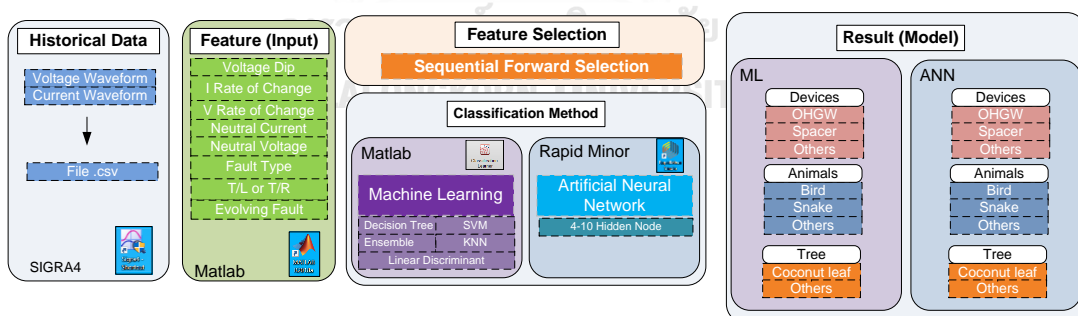 Historical Data
Voltage Waveform
Current Waveform
File .csv
SIGRA4
Feature (Input)
Voltage Dip
I Rate of Change
V Rate of Change
Neutral Current
Neutral Voltage
Fault Type
T/L or T/R
Evolving Fault
Matlab
Feature Selection
Sequential Forward Selection
Classification Method
Matlab
Machine Learning
Decision Tree
SVM
Ensemble
KNN
Linear Discriminant
Rapid Minor
Artificial Neural
Network
4-10 Hidden Node
Result (Model)
ML
Devices
OHGW
Spacer
Others
Animals
Bird
Snake
Others
Tree
Coconut leaf
Others
ANN
Devices
OHGW
Spacer
Others
Animals
Bird
Snake
Others
Tree
Coconut leaf
Others